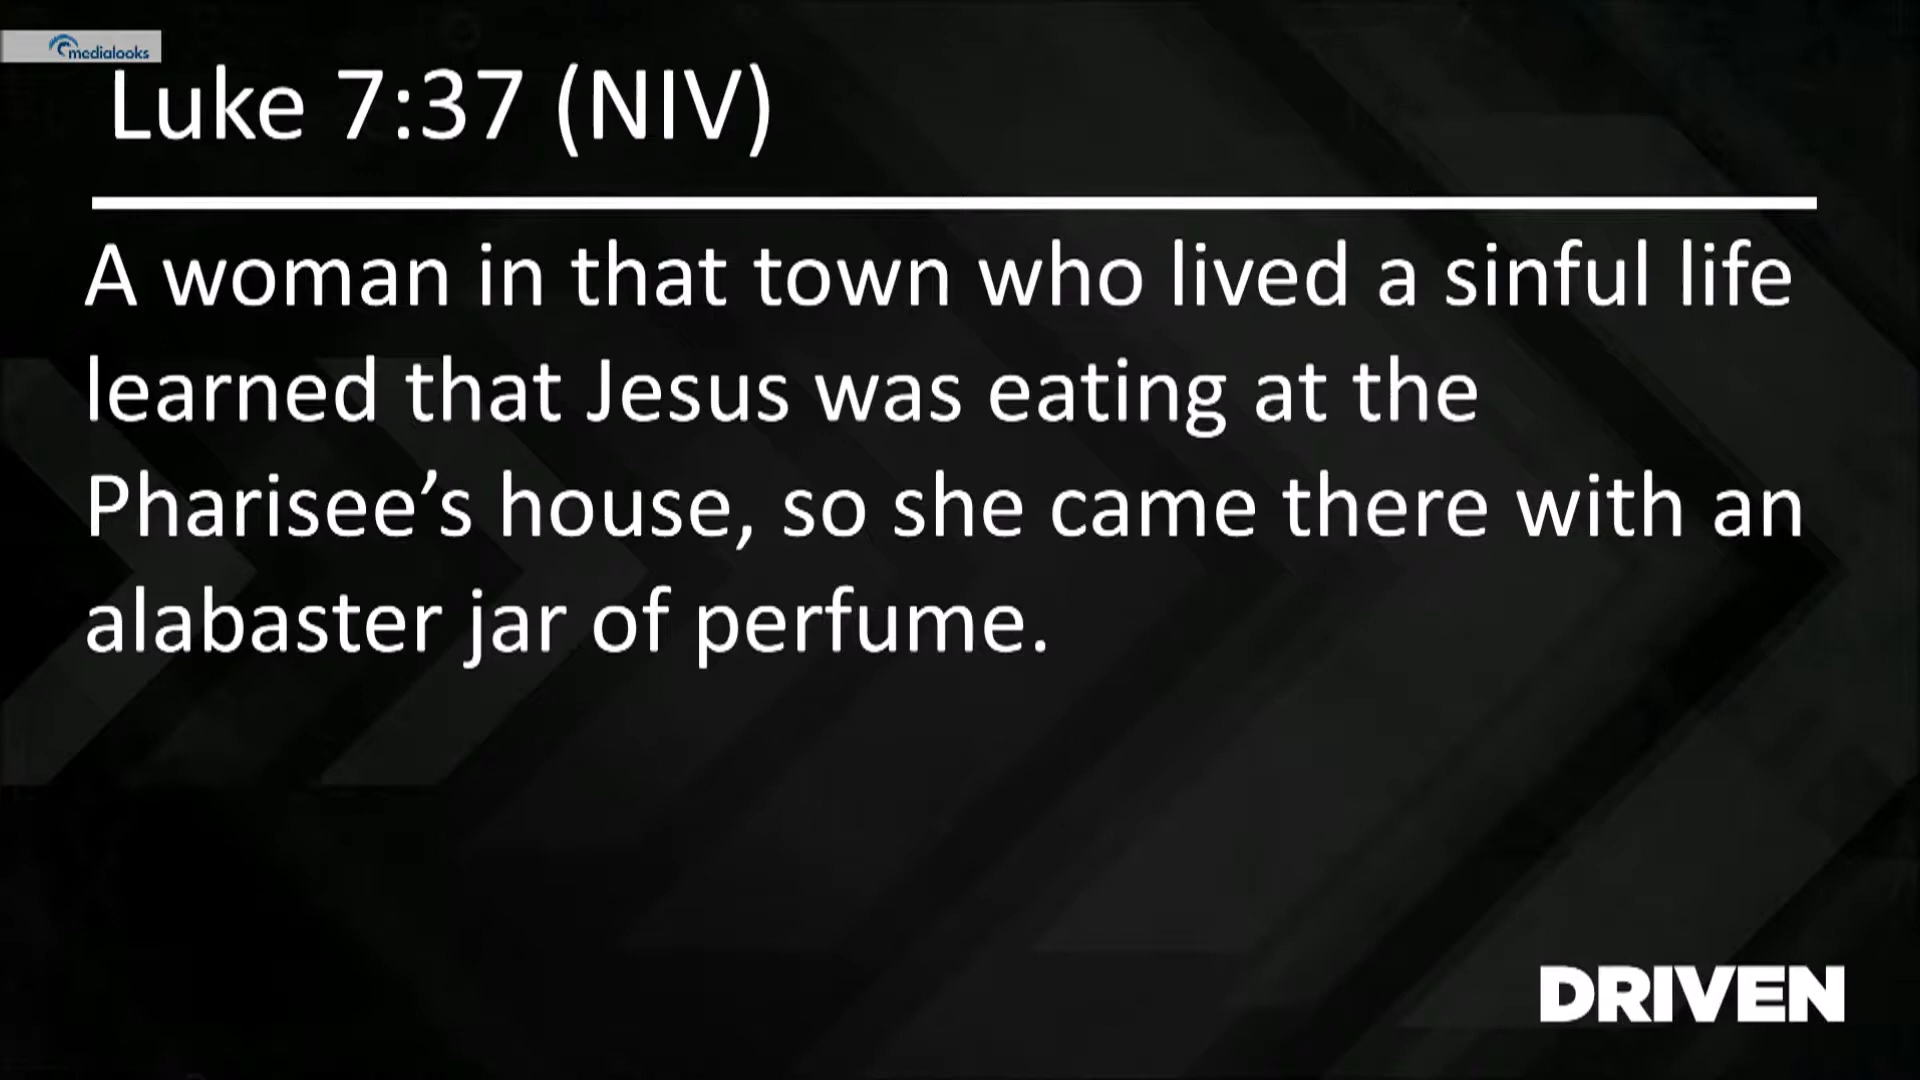 medialooks
Luke 7:37 (NIV)
A woman in that town who lived a sinful life
learned that Jesus was eating at the
Pharisee’s house, so she came there with an
alabaster jar of perfume.
DRIVEN